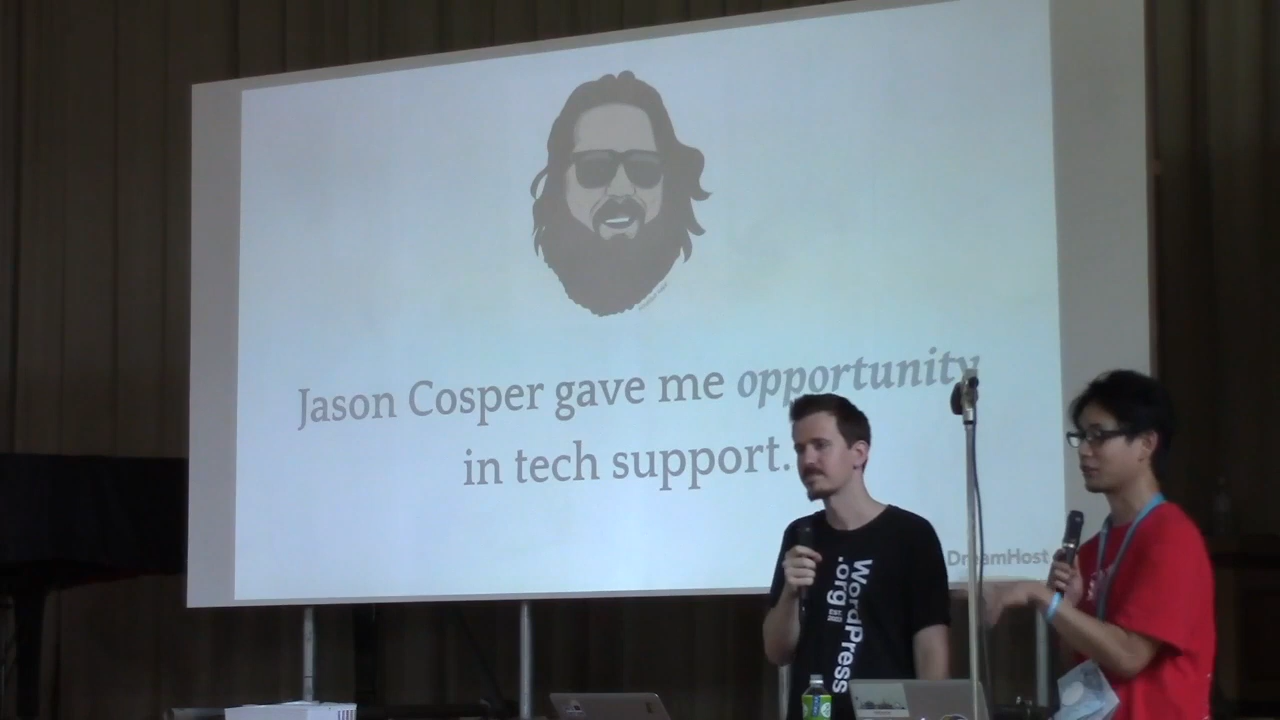 Jason Cosper gave me opportunity
in tech support.
DreamHost
WordPress
.org